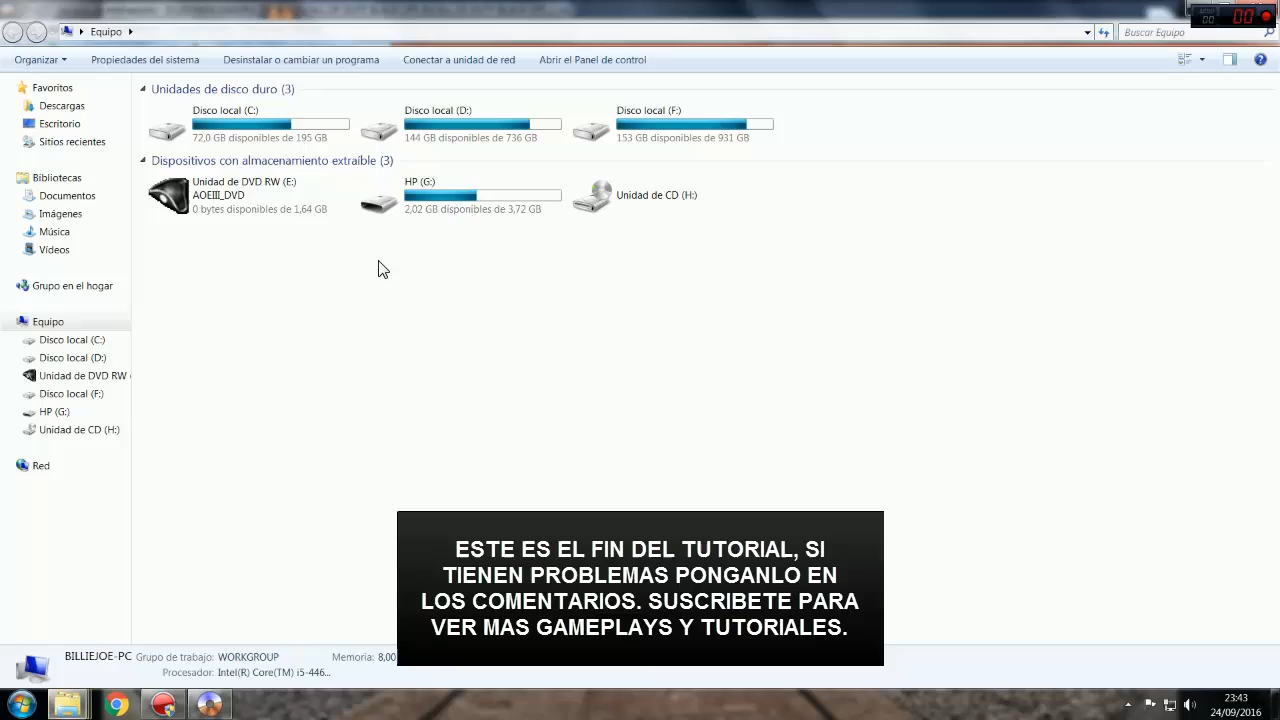 00
00
Equipo
Buscar Equipo
Organizar
Propiedades del sistema
Desinstalar o cambiar un programa
Conectar a unidad de red
Abrir el Panel de control
Favoritos
Descargas
Escritorio
Sitios recientes
Bibliotecas
Documentos
Imágenes
Música
Vídeos
Grupo en el hogar
Equipo
Disco local (C:)
Disco local (D:)
Unidad de DVD RW
Disco local (F:)
HP (G:)
Unidad de CD (H:)
Red
Unidades de disco duro (3)
Disco local (C:)
72,0 GB disponibles de 195 GB
Disco local (D:)
144 GB disponibles de 736 GB
Disco local (F:)
153 GB disponibles de 931 GB
Dispositivos con almacenamiento extraíble (3)
Unidad de DVD RW (E:)
AOEIII_DVD
0 bytes disponibles de 1,64 GB
HP (G:)
2,02 GB disponibles de 3,72 GB
Unidad de CD (H:)
ESTE ES EL FIN DEL TUTORIAL, SI
TIENEN PROBLEMAS PONGANLO EN
LOS COMENTARIOS. SUSCRIBETE PARA
VER MAS GAMEPLAYS Y TUTORIALES.
BILLIEJOE-PC Grupo de trabajo: WORKGROUP Memoria: 8,00
Procesador: Intel(R) Core(TM) i5-446...
23:43
24/09/2016